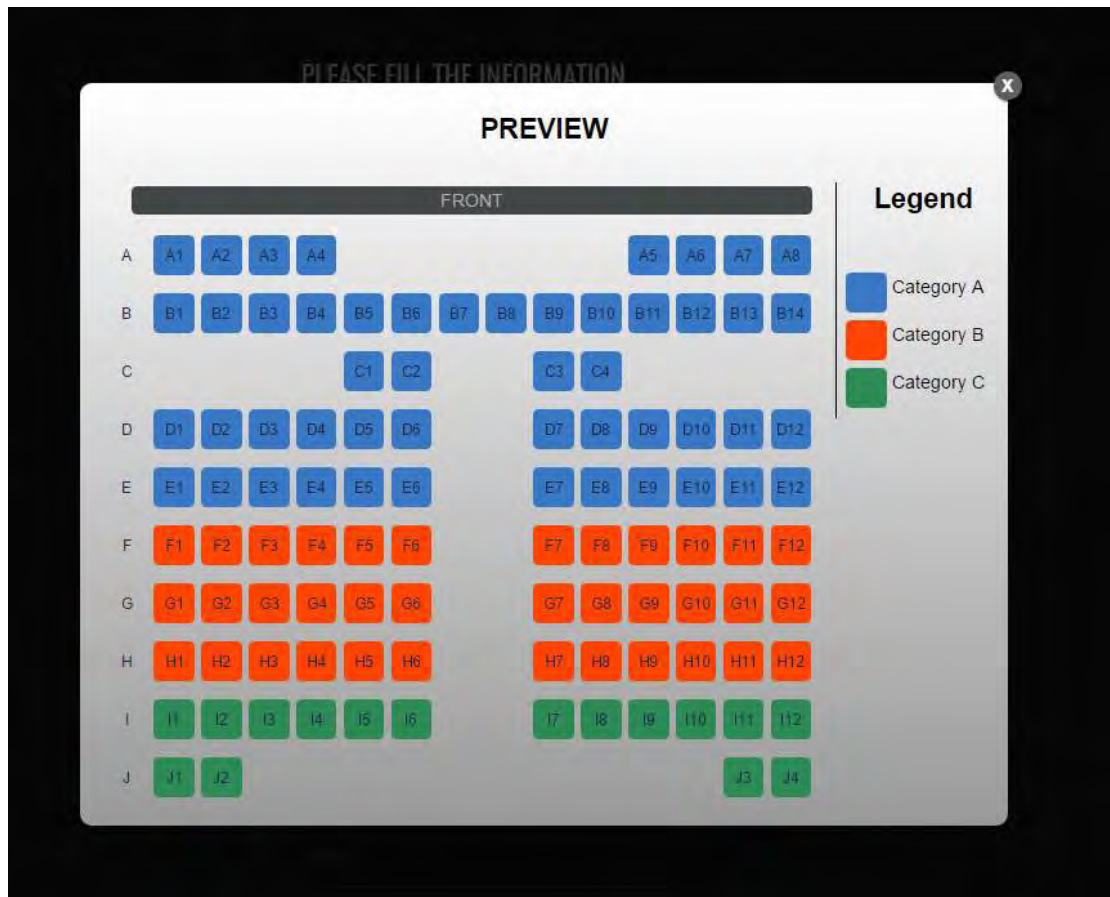 PLEASE FILL THE INFORMATION
X
PREVIEW
FRONT
Legend
A A1 A2 A3 A4 A5 A6 A7 A8
Category A
B B1 B2 B3 B4 B5 B6 B7 B8 B9 B10 B11 B12 B13 B14
Category B
C C1 C2 C3 C4
Category C
D D1 D2 D3 D4 D5 D6 D7 D8 D9 D10 D11 D12
E E1 E2 E3 E4 E5 E6 E7 E8 E9 E10 E11 E12
F F1 F2 F3 F4 F5 F6 F7 F8 F9 F10 F11 F12
G G1 G2 G3 G4 G5 G6 G7 G8 G9 G10 G11 G12
H H1 H2 H3 H4 H5 H6 H7 H8 H9 H10 H11 H12
I I1 I2 I3 I4 I5 I6 I7 I8 I9 I10 I11 I12
J J1 J2 J3 J4